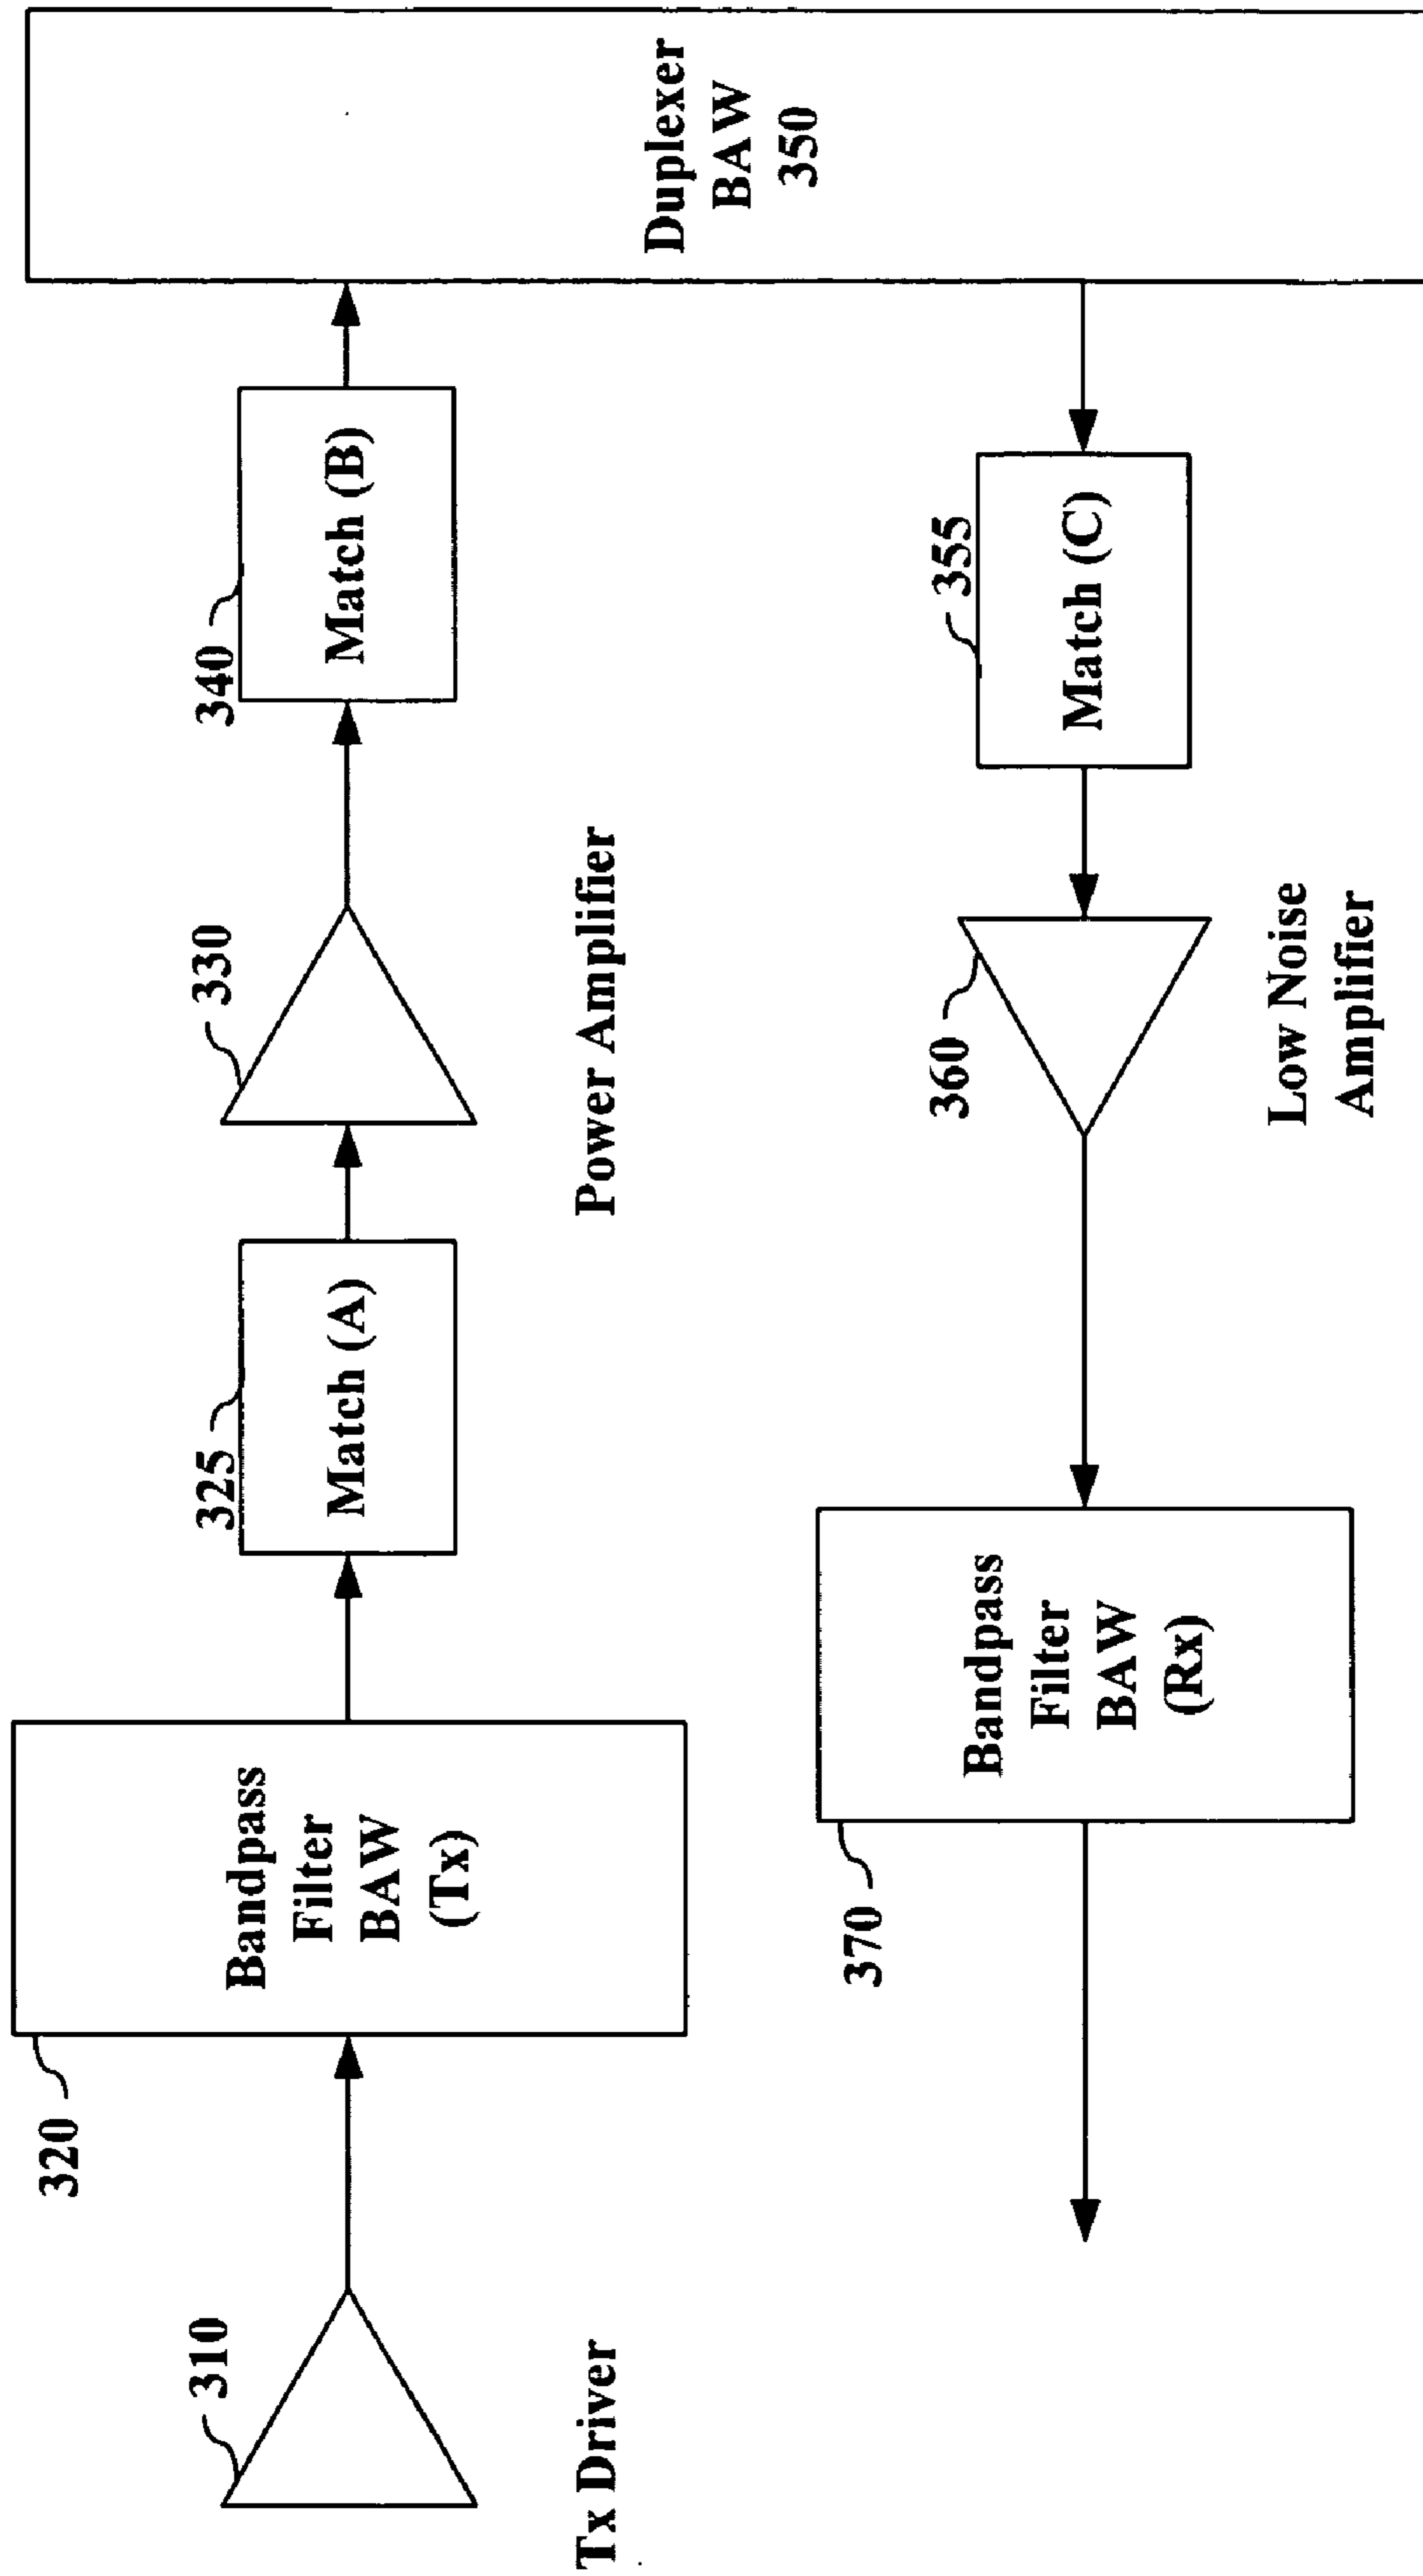 310
Tx Driver
320
Bandpass
Filter
BAW
(Tx)
325
Match (A)
330
Power Amplifier
340
Match (B)
Duplexer
BAW
350
355
Match (C)
360
Low Noise
Amplifier
370
Bandpass
Filter
BAW
(Rx)